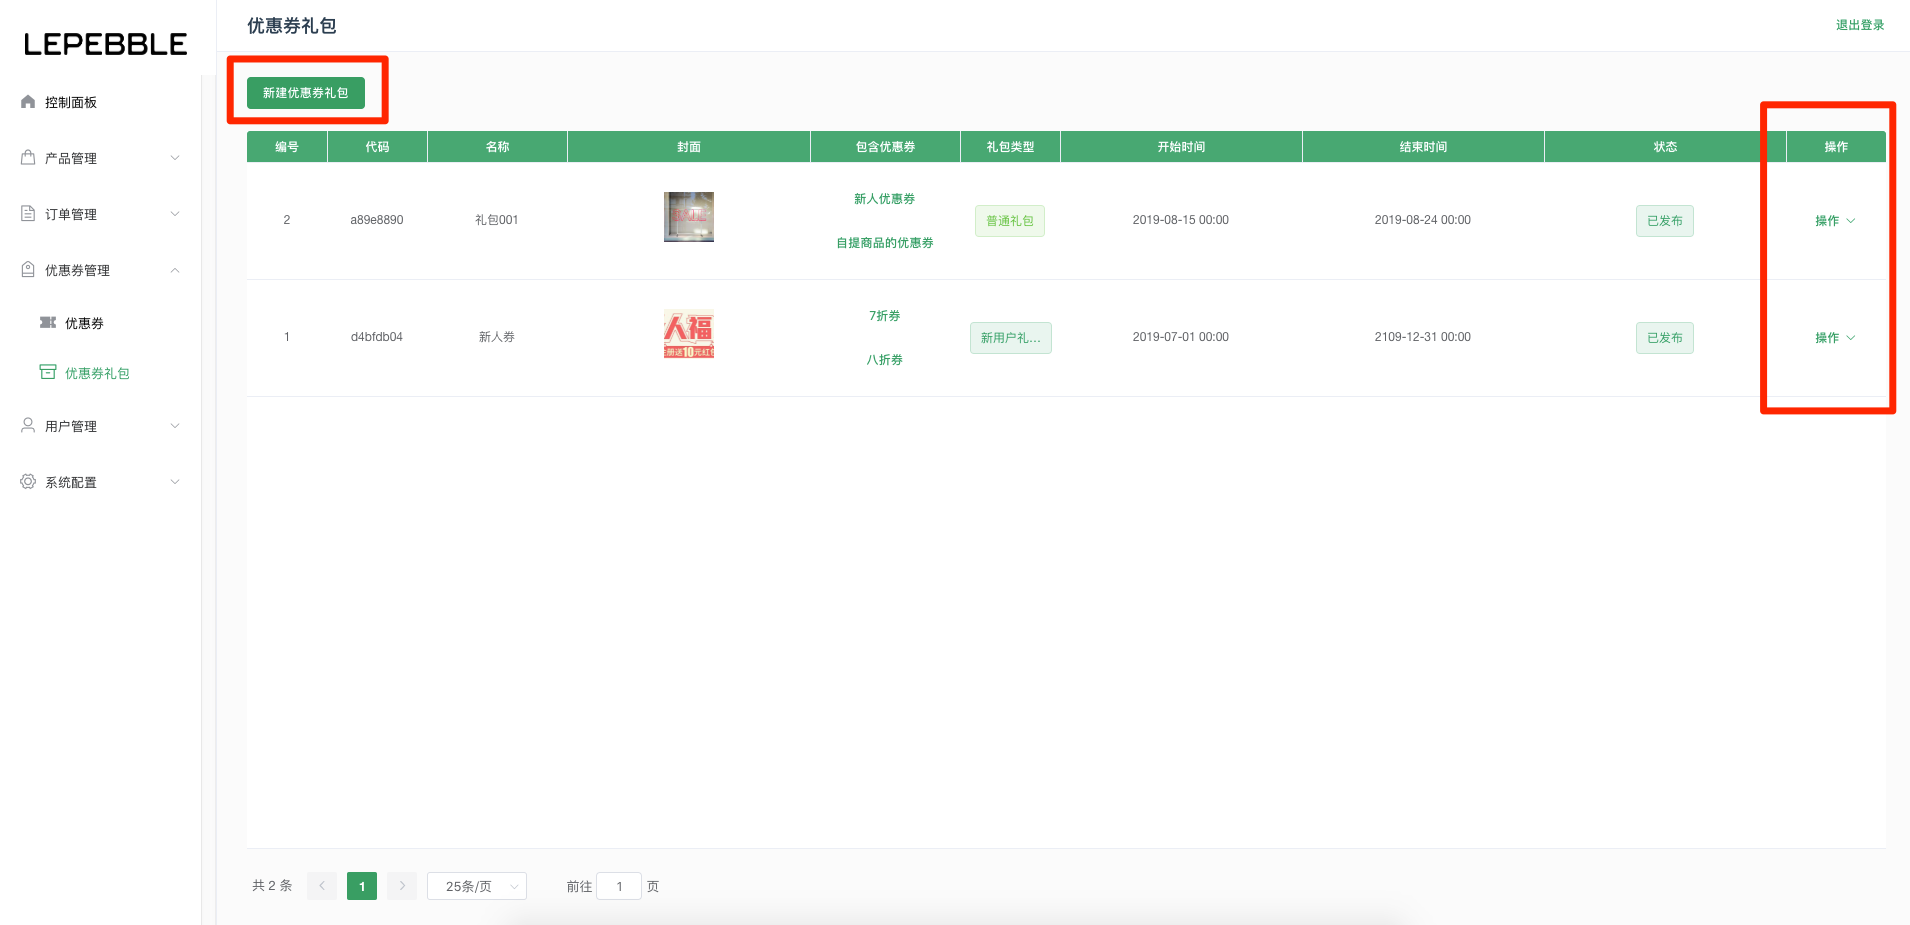 LEPEBBLE
控制面板
产品管理
订单管理
优惠券管理
优惠券
优惠券礼包
用户管理
系统配置
优惠券礼包
退出登录
新建优惠券礼包
编号 代码 名称 封面 包含优惠券 礼包类型 开始时间 结束时间 状态 操作
2 a89e8890 礼包001 新人优惠券 自提商品的优惠券 普通礼包 2019-08-15 00:00 2019-08-24 00:00 已发布 操作
1 d4bfdb04 新人券 人福 7折券 八折券 新用户礼... 2019-07-01 00:00 2109-12-31 00:00 已发布 操作
共 2 条 1 25条/页 前往 1 页